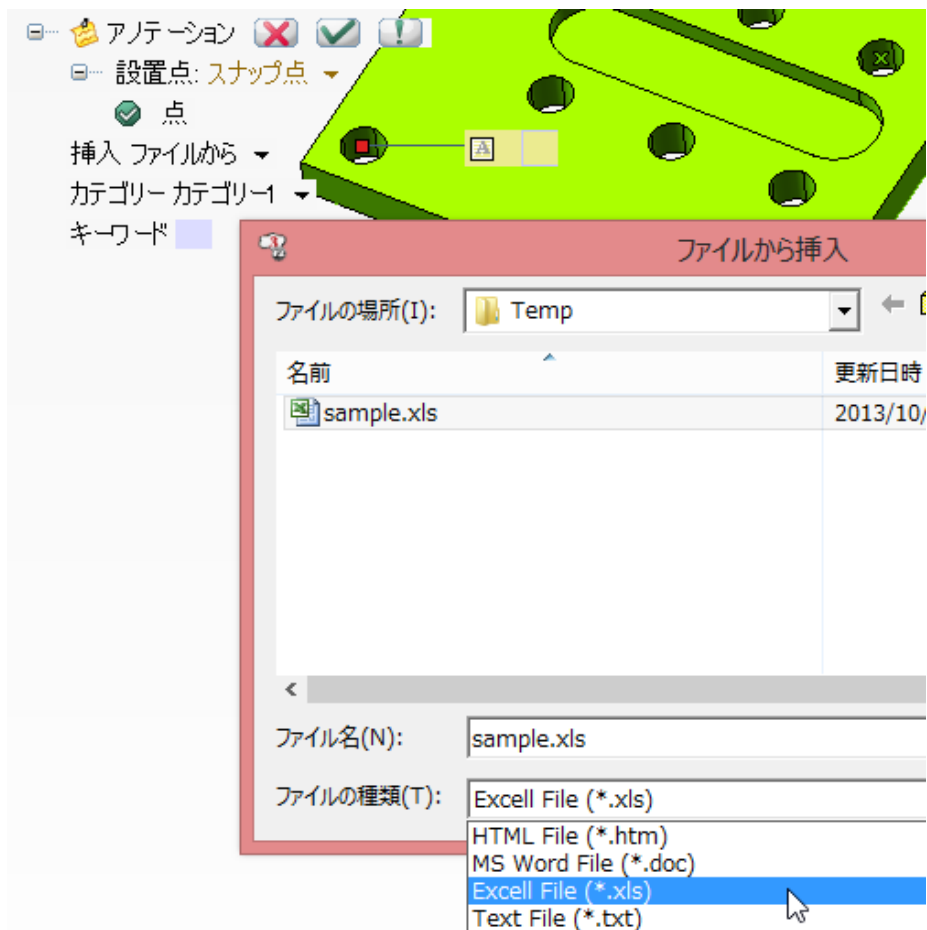 アノテーション
設置点: スナップ点
点
挿入 ファイルから
カテゴリー カテゴリー1
キーワード
A
ファイルから挿入
ファイルの場所(I): Temp
名前 更新日時
sample.xls 2013/10/
ファイル名(N): sample.xls
ファイルの種類(T): Excell File (*.xls)
HTML File (*.htm)
MS Word File (*.doc)
Excell File (*.xls)
Text File (*.txt)